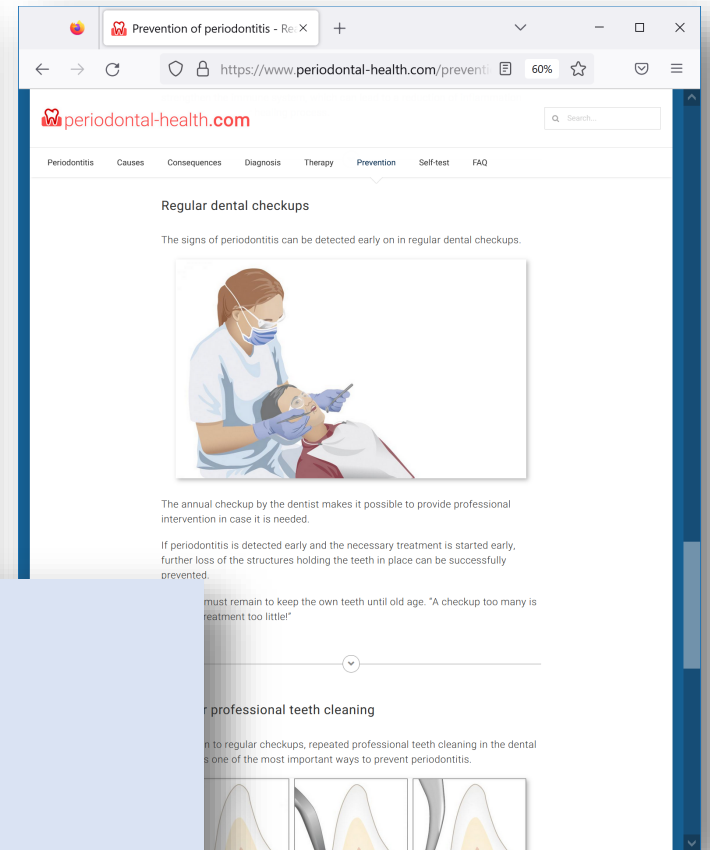 Prevention of periodontitis - Re
https://www.periodontal-health.com/preventi
60%
periodontal-health.com
Search...
Periodontitis Causes Consequences Diagnosis Therapy Prevention Self-test FAQ
Regular dental checkups
The signs of periodontitis can be detected early on in regular dental checkups.
The annual checkup by the dentist makes it possible to provide professional
intervention in case it is needed.
If periodontitis is detected early and the necessary treatment is started early,
further loss of the structures holding the teeth in place can be successfully
prevented.
must remain to keep the own teeth until old age. "A checkup too many is
treatment too little!"
professional teeth cleaning
to regular checkups, repeated professional teeth cleaning in the dental
one of the most important ways to prevent periodontitis.